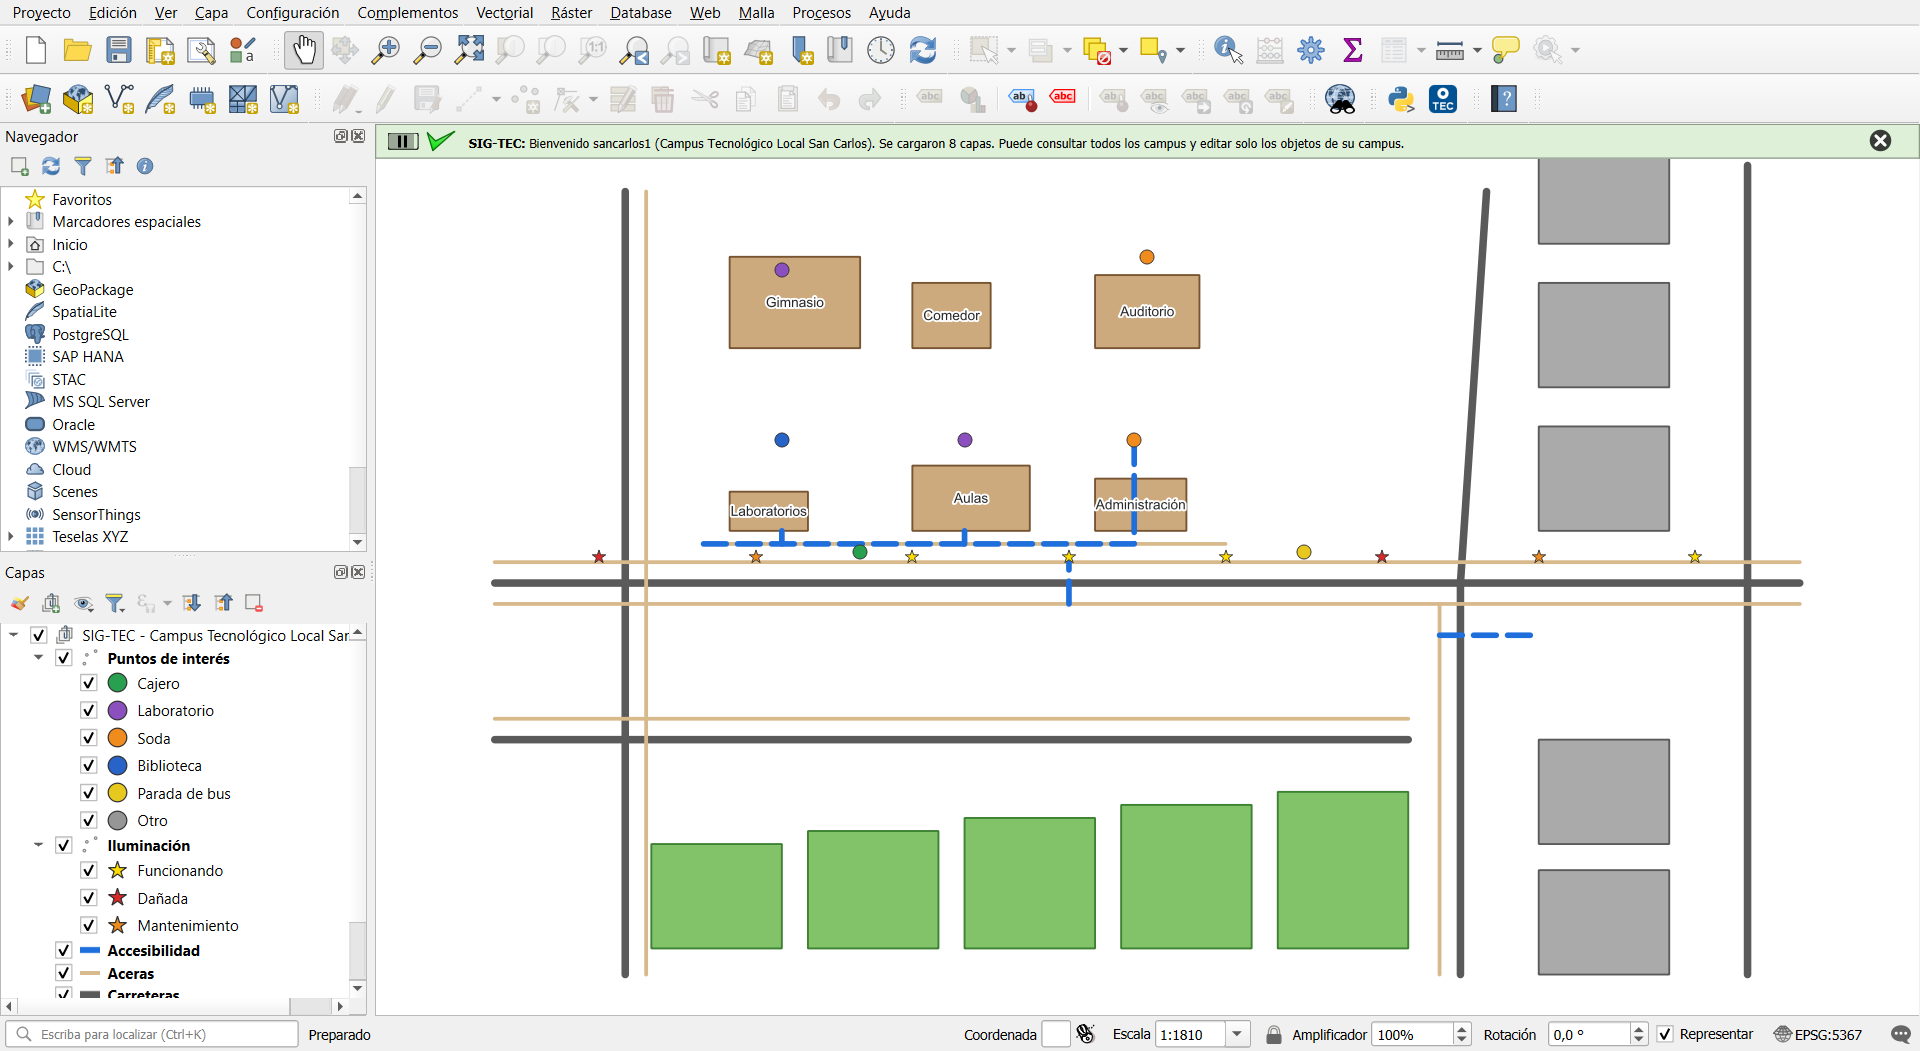 Proyecto Edición Ver Capa Configuración Complementos Vectorial Ráster Database Web Malla Procesos Ayuda
Navegador
Favoritos
Marcadores espaciales
Inicio
C:\
GeoPackage
SpatiaLite
PostgreSQL
SAP HANA
STAC
MS SQL Server
Oracle
WMS/WMTS
Cloud
Scenes
SensorThings
Teselas XYZ
Capas
SIG-TEC - Campus Tecnológico Local Sar
Puntos de interés
Cajero
Laboratorio
Soda
Biblioteca
Parada de bus
Otro
Iluminación
Funcionando
Dañada
Mantenimiento
Accesibilidad
Aceras
Carreteras
SIG-TEC: Bienvenido sancarlos1 (Campus Tecnológico Local San Carlos). Se cargaron 8 capas. Puede consultar todos los campus y editar solo los objetos de su campus.
Gimnasio
Comedor
Auditorio
Laboratorios
Aulas
Administración
Escriba para localizar (Ctrl+K) Preparado Coordenada Escala 1:1810 Amplificador 100% Rotación 0,0 ° Representar EPSG:5367